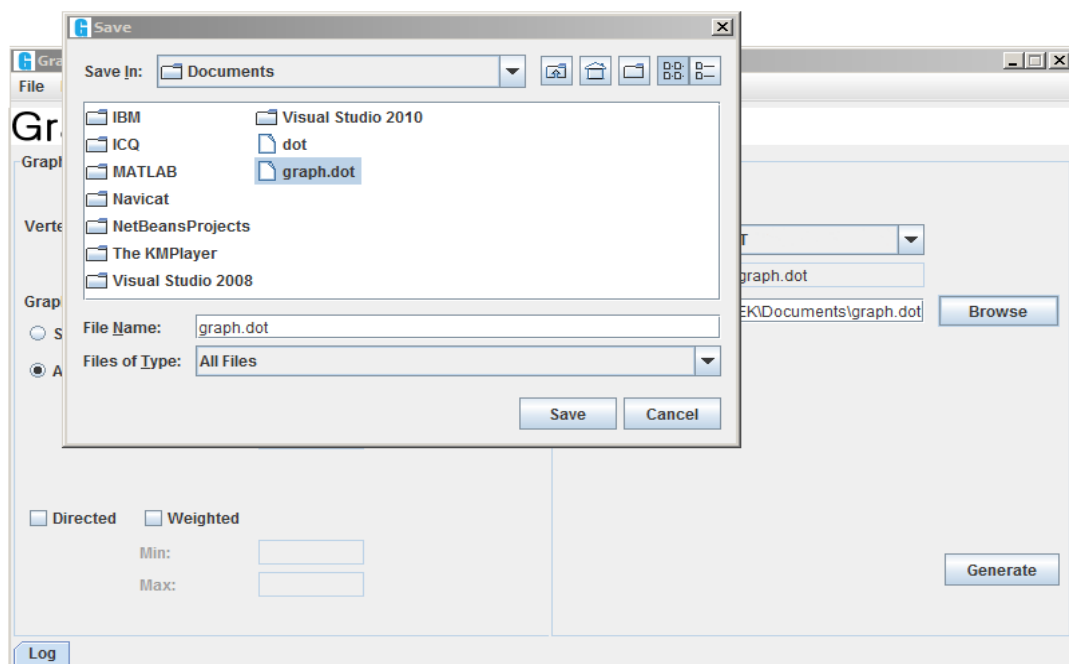 Save
Save In: Documents
IBM
ICQ
MATLAB
Navicat
NetBeansProjects
The KMPlayer
Visual Studio 2008
Visual Studio 2010
dot
graph.dot
File Name: graph.dot
Files of Type: All Files
Save Cancel
Gra
File
Gr
Graph
Verte
Grap
S
A
Directed Weighted
Min:
Max:
T
graph.dot
EK\Documents\graph.dot Browse
Generate
Log